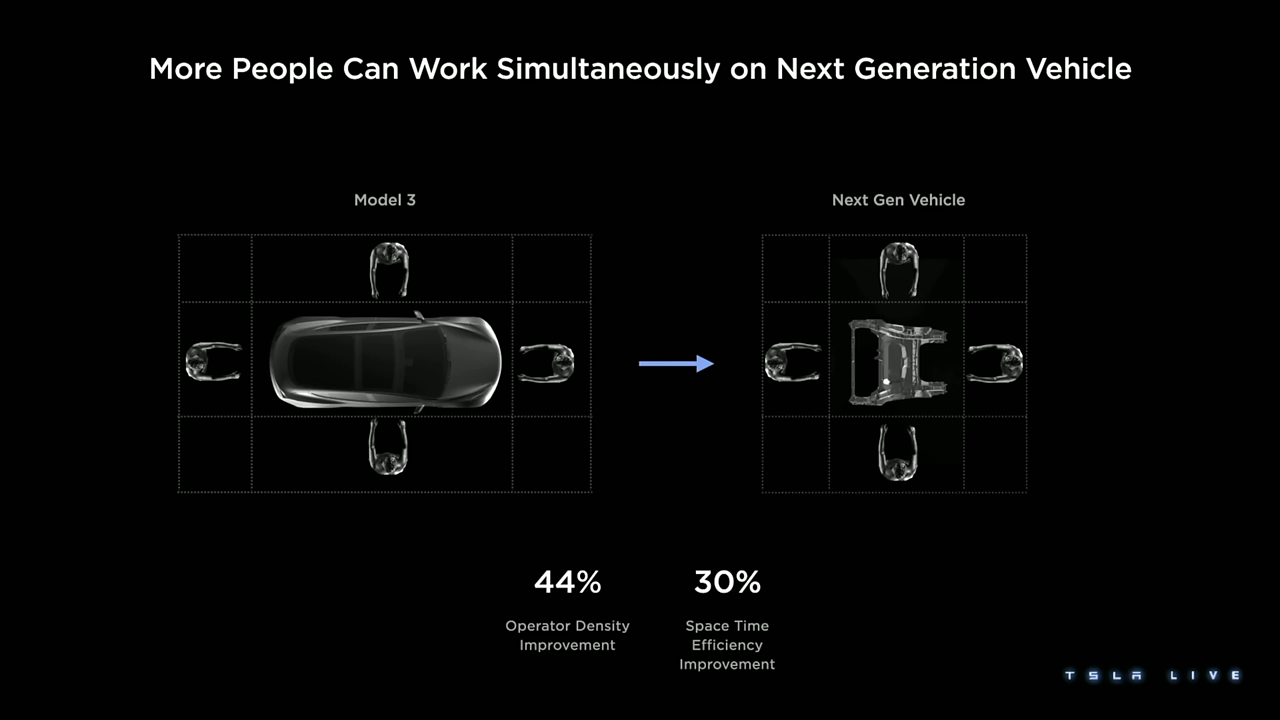 More People Can Work Simultaneously on Next Generation Vehicle
Model 3
Next Gen Vehicle
44%
Operator Density
Improvement
30%
Space Time
Efficiency
Improvement
TSLA LIVE